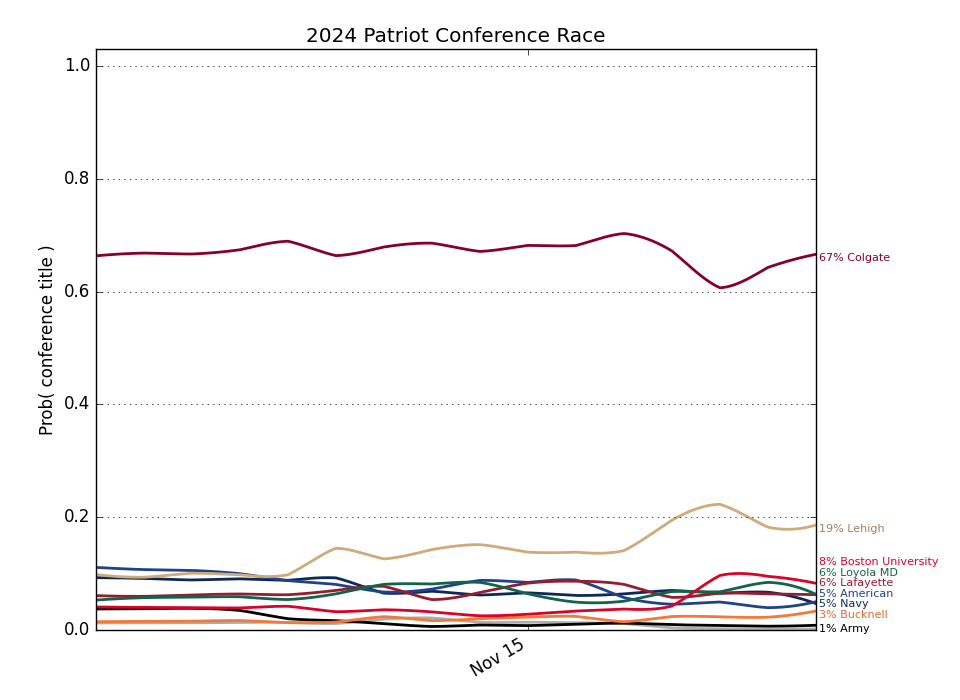 2024 Patriot Conference Race
1.0
0.8
0.6
0.4
0.2
0.0
Prob( conference title )
Nov 15
67% Colgate
19% Lehigh
8% Boston University
6% Loyola MD
6% Lafayette
5% American
5% Navy
3% Bucknell
1% Army